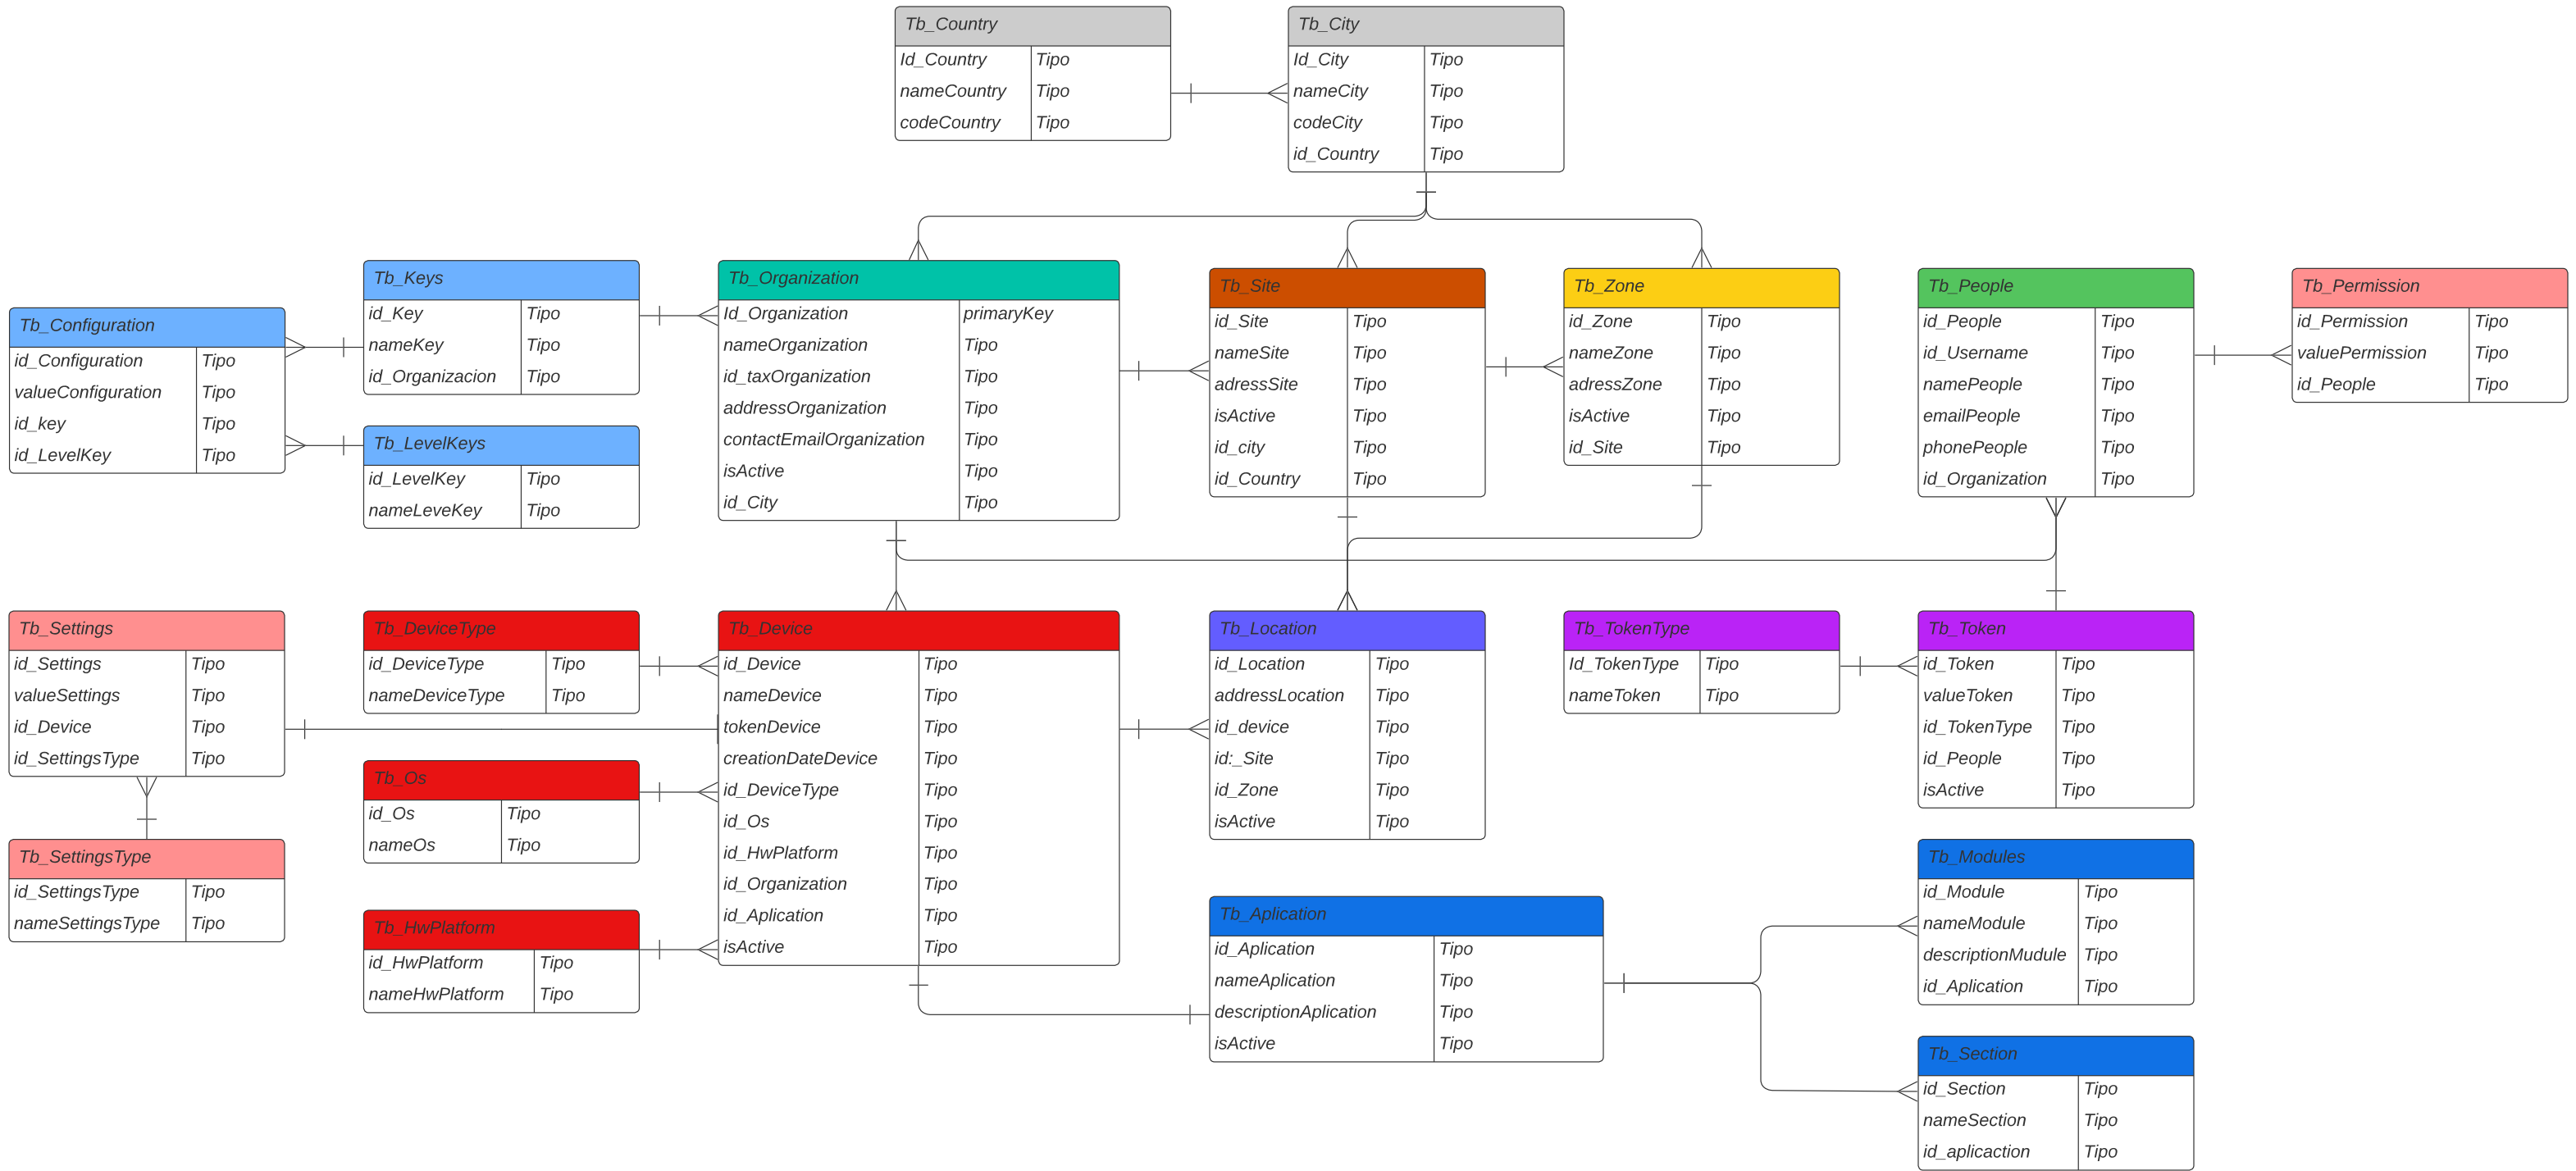 Tb_Country
Id_Country Tipo
nameCountry Tipo
codeCountry Tipo
Tb_City
Id_City Tipo
nameCity Tipo
codeCity Tipo
id_Country Tipo
Tb_Configuration
id_Configuration Tipo
valueConfiguration Tipo
id_key Tipo
id_LevelKey Tipo
Tb_Keys
id_Key Tipo
nameKey Tipo
id_Organizacion Tipo
Tb_LevelKeys
id_LevelKey Tipo
nameLeveKey Tipo
Tb_Organization
Id_Organization primaryKey
nameOrganization Tipo
id_taxOrganization Tipo
addressOrganization Tipo
contactEmailOrganization Tipo
isActive Tipo
id_City Tipo
Tb_Site
id_Site Tipo
nameSite Tipo
adressSite Tipo
isActive Tipo
id_city Tipo
id_Country Tipo
Tb_Zone
id_Zone Tipo
nameZone Tipo
adressZone Tipo
isActive Tipo
id_Site Tipo
Tb_People
id_People Tipo
id_Username Tipo
namePeople Tipo
emailPeople Tipo
phonePeople Tipo
id_Organization Tipo
Tb_Permission
id_Permission Tipo
valuePermission Tipo
id_People Tipo
Tb_Settings
id_Settings Tipo
valueSettings Tipo
id_Device Tipo
id_SettingsType Tipo
Tb_SettingsType
id_SettingsType Tipo
nameSettingsType Tipo
Tb_DeviceType
id_DeviceType Tipo
nameDeviceType Tipo
Tb_Os
id_Os Tipo
nameOs Tipo
Tb_HwPlatform
id_HwPlatform Tipo
nameHwPlatform Tipo
Tb_Device
id_Device Tipo
nameDevice Tipo
tokenDevice Tipo
creationDateDevice Tipo
id_DeviceType Tipo
id_Os Tipo
id_HwPlatform Tipo
id_Organization Tipo
id_Aplication Tipo
isActive Tipo
Tb_Location
id_Location Tipo
addressLocation Tipo
id_device Tipo
id:_Site Tipo
id_Zone Tipo
isActive Tipo
Tb_TokenType
Id_TokenType Tipo
nameToken Tipo
Tb_Token
id_Token Tipo
valueToken Tipo
id_TokenType Tipo
id_People Tipo
isActive Tipo
Tb_Aplication
id_Aplication Tipo
nameAplication Tipo
descriptionAplication Tipo
isActive Tipo
Tb_Modules
id_Module Tipo
nameModule Tipo
descriptionMudule Tipo
id_Aplication Tipo
Tb_Section
id_Section Tipo
nameSection Tipo
id_aplicaction Tipo